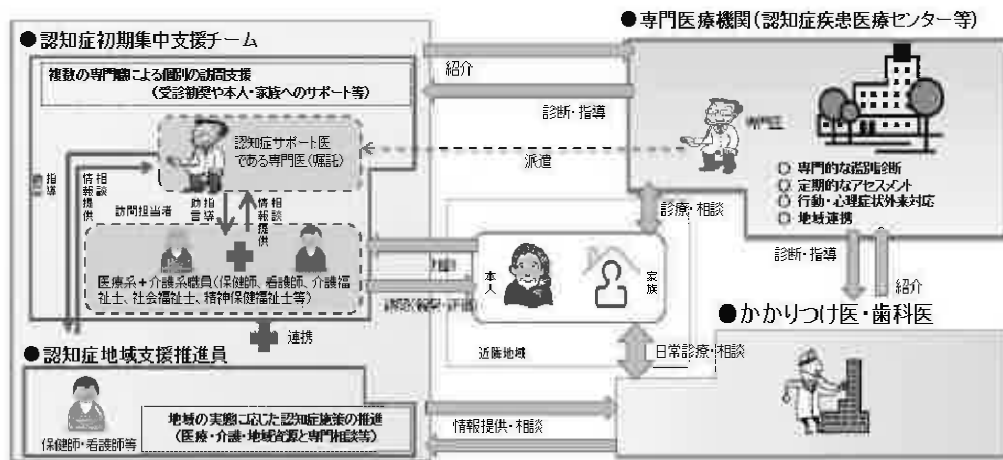 ●認知症初期集中支援チーム
複数の専門職による個別の訪問支援
(受診勧奨や本人・家族へのサポート等)
認知症サポート医
である専門医(嘱託)
指導
相談
情報提供
訪問担当者
指導
助言
相談
情報提供
医療系+介護系職員(保健師、看護師、介護福
祉士、社会福祉士、精神保健福祉士等)
連携
●認知症地域支援推進員
保健師・看護師等
地域の実態に応じた認知症施策の推進
(医療・介護・地域資源と専門相談等)
紹介
診断・指導
派遣
診療・相談
本人
家族
近隣地域
日常診療・相談
情報提供・相談
●専門医療機関(認知症疾患医療センター等)
専門医
○ 専門的な鑑別診断
○ 定期的なアセスメント
○ 行動・心理症状外来対応
○ 地域連携
診断・指導
紹介
●かかりつけ医・歯科医